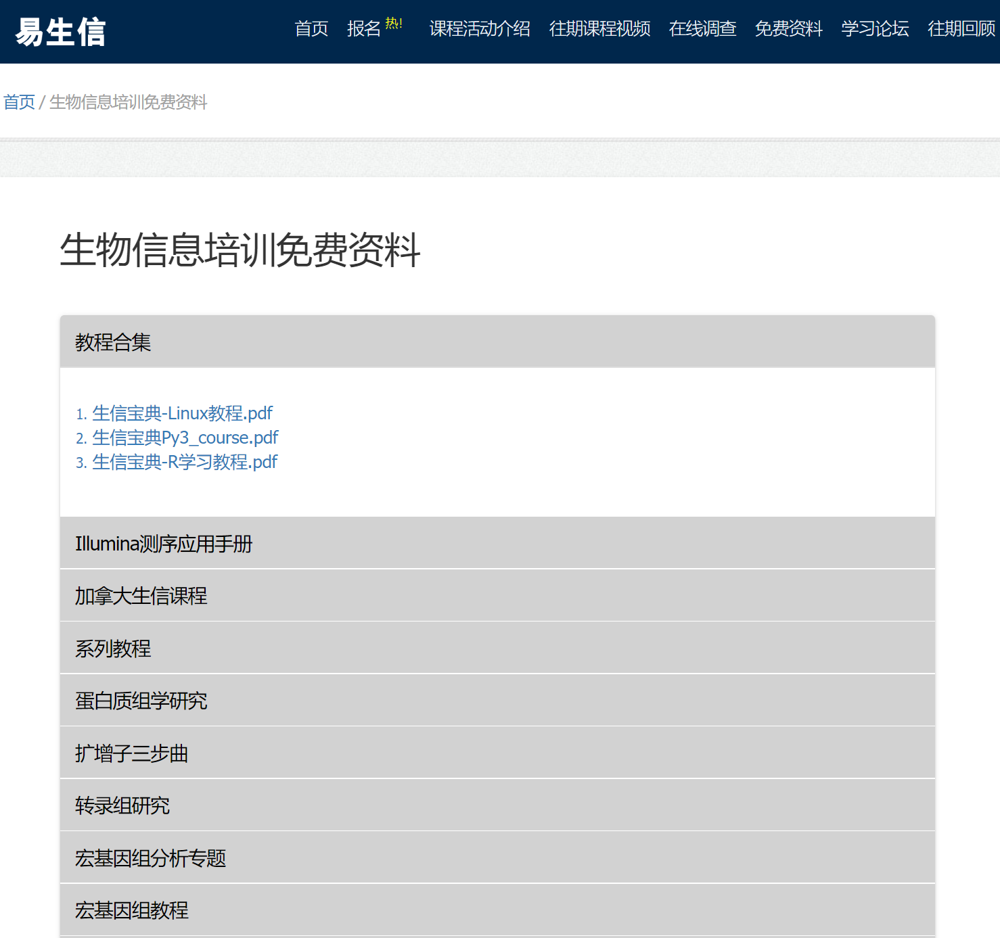 易生信
首页 报名 热! 课程活动介绍 往期课程视频 在线调查 免费资料 学习论坛 往期回顾
首页 / 生物信息培训免费资料
生物信息培训免费资料
教程合集
1. 生信宝典-Linux教程.pdf
2. 生信宝典Py3_course.pdf
3. 生信宝典-R学习教程.pdf
Illumina测序应用手册
加拿大生信课程
系列教程
蛋白质组学研究
扩增子三步曲
转录组研究
宏基因组分析专题
宏基因组教程